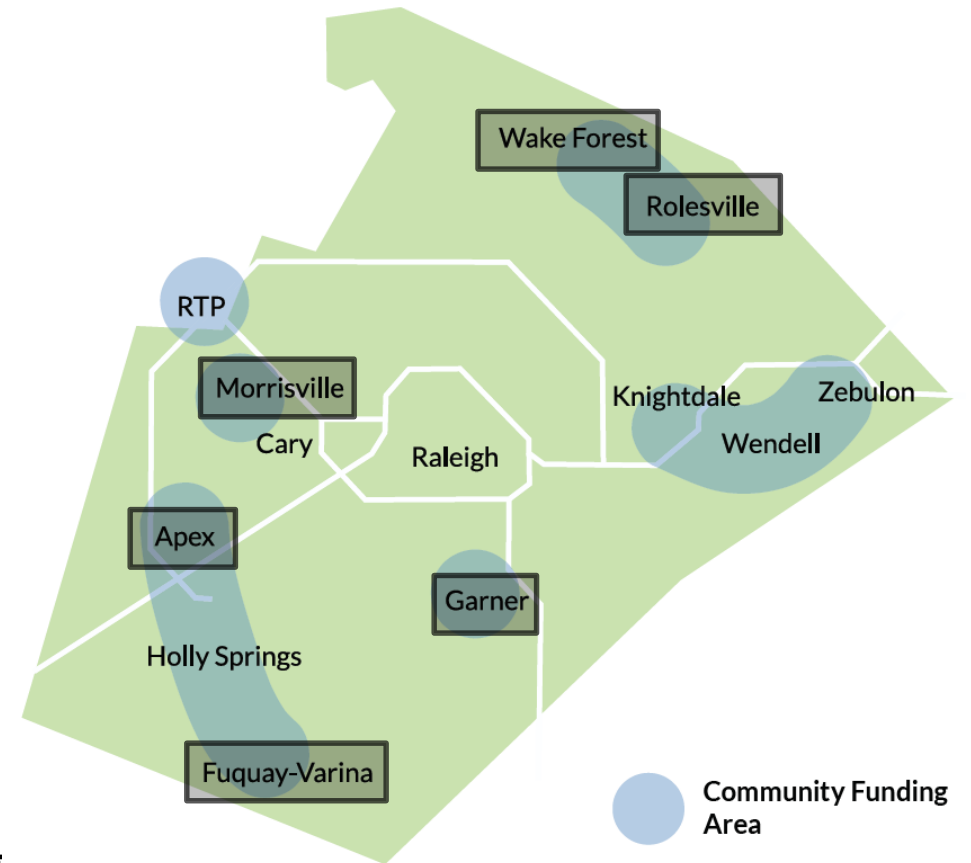 Wake Forest
Rolesville
RTP
Morrisville
Knightdale
Zebulon
Cary
Raleigh
Wendell
Apex
Garner
Holly Springs
Fuquay-Varina
Community Funding
Area